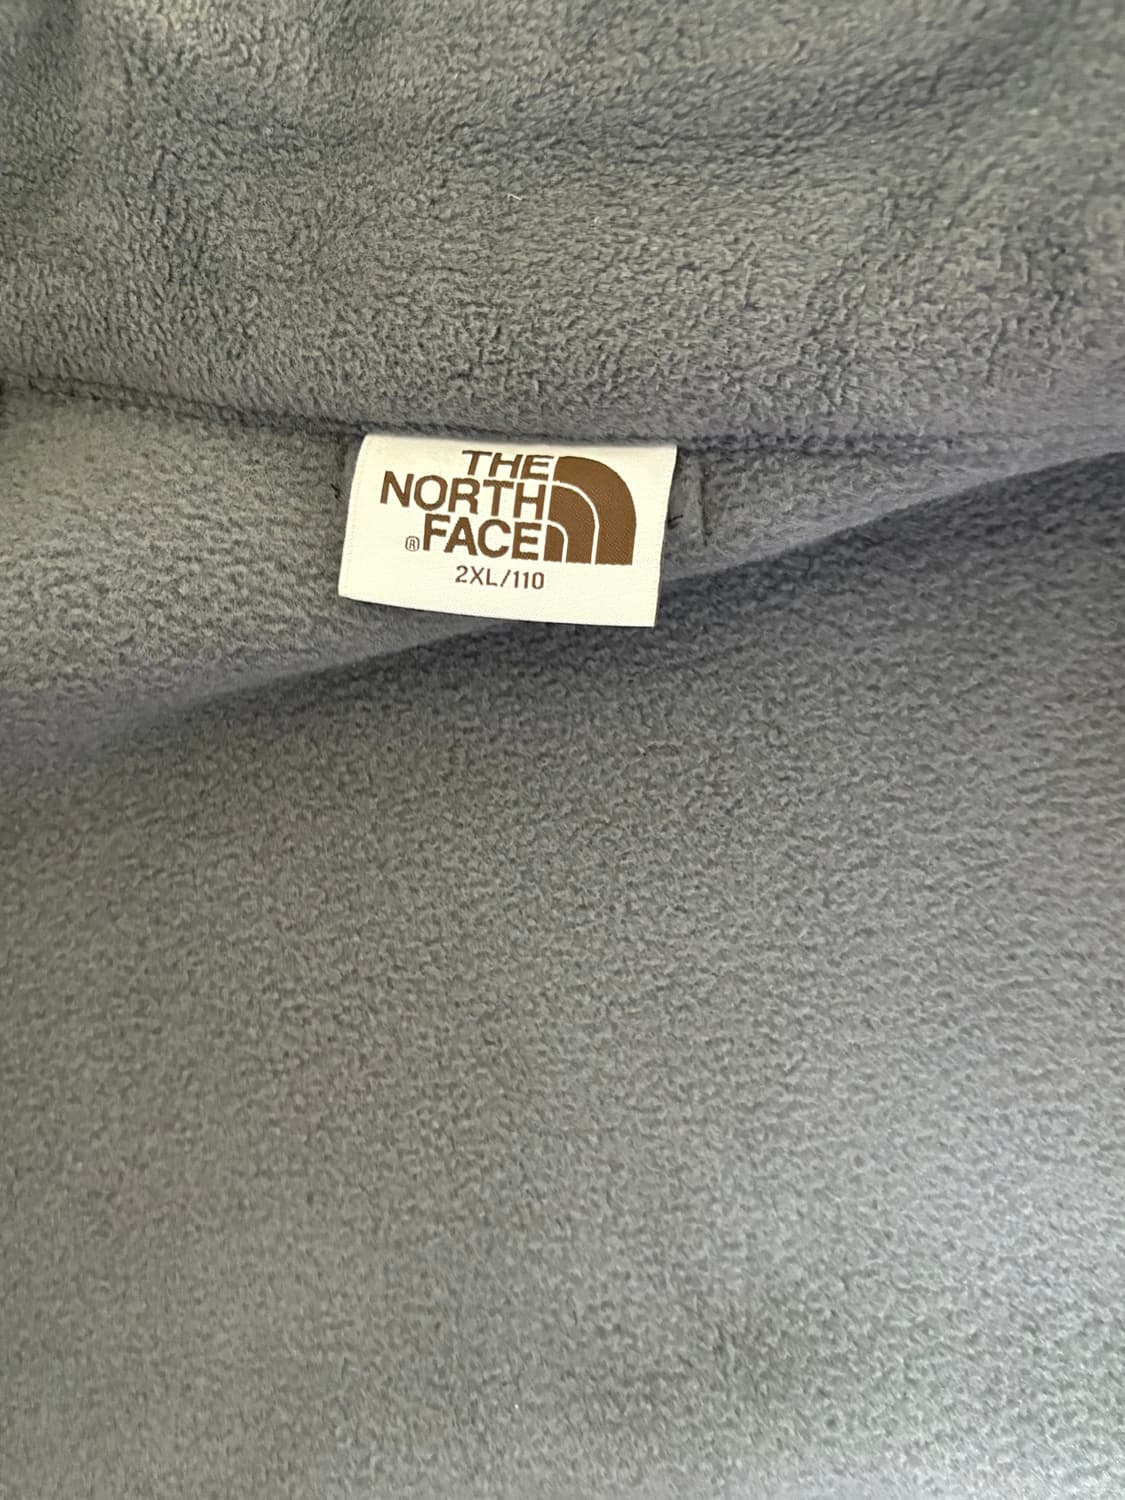 THE
NORTH
®FACE
2XL/110